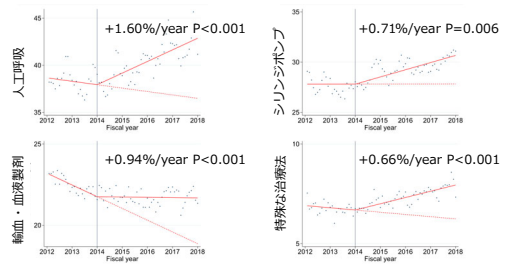 人工呼吸
+1.60%/year P<0.001
45
40
35
2012 2013 2014 2015 2016 2017 2018
Fiscal year
シリンジポンプ
+0.71%/year P=0.006
35
30
25
2012 2013 2014 2015 2016 2017 2018
Fiscal year
輸血・血液製剤
+0.94%/year P<0.001
25
20
2012 2013 2014 2015 2016 2017 2018
Fiscal year
特殊な治療法
+0.66%/year P<0.001
10
5
2012 2013 2014 2015 2016 2017 2018
Fiscal year